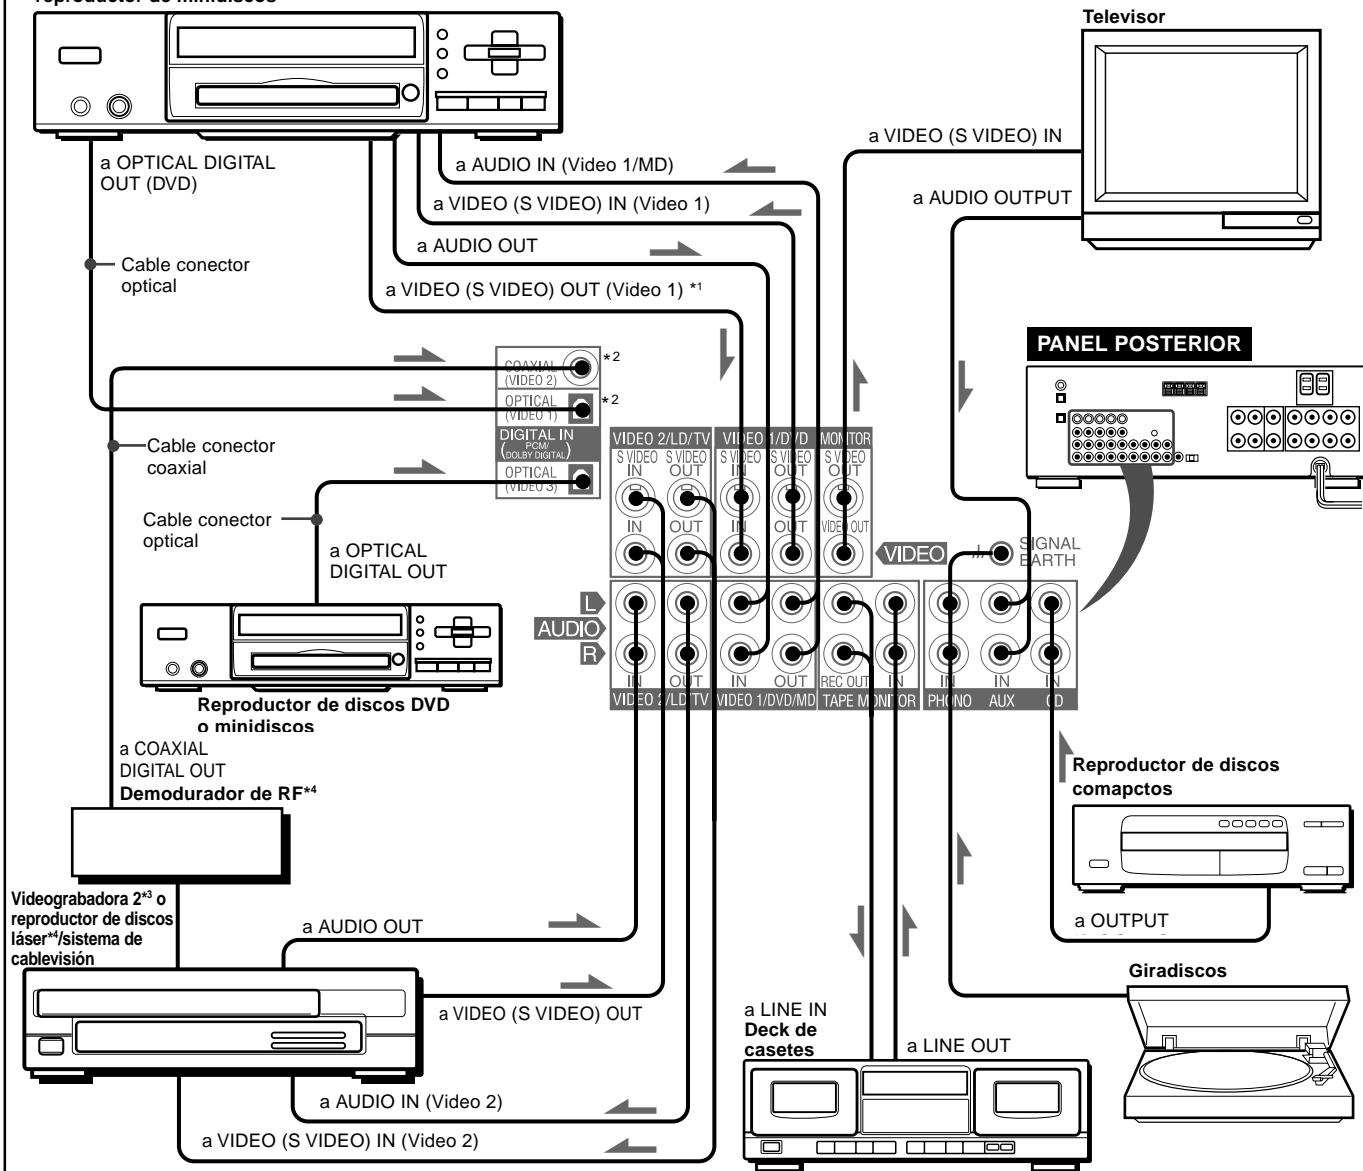 reproductor de minidiscos
Televisor
a OPTICAL DIGITAL
OUT (DVD)
a AUDIO IN (Video 1/MD)
a VIDEO (S VIDEO) IN (Video 1)
a AUDIO OUT
a VIDEO (S VIDEO) OUT (Video 1) *1
a VIDEO (S VIDEO) IN
a AUDIO OUTPUT
Cable conector
optical
PANEL POSTERIOR
COAXIAL
(VIDEO 2)
*2
OPTICAL
(VIDEO 1)
*2
DIGITAL IN
(PCM/
DOLBY DIGITAL)
OPTICAL
(VIDEO 3)
Cable conector
coaxial
Cable conector
optical
a OPTICAL
DIGITAL OUT
VIDEO 2/LD/TV VIDEO 1/DVD MONITOR
S VIDEO S VIDEO S VIDEO S VIDEO S VIDEO
IN OUT IN OUT OUT
IN OUT IN OUT VIDEO OUT
VIDEO
SIGNAL
EARTH
L
AUDIO
R
IN OUT IN OUT REC OUT IN IN IN IN
VIDEO 2/LD/TV VIDEO 1/DVD/MD TAPE MONITOR PHONO AUX CD
Reproductor de discos DVD
o minidiscos
a COAXIAL
DIGITAL OUT
Demodurador de RF*4
Reproductor de discos
comapctos
a OUTPUT
Videograbadora 2*3 o
reproductor de discos
láser*4/sistema de
cablevisión
a AUDIO OUT
a VIDEO (S VIDEO) OUT
a AUDIO IN (Video 2)
a VIDEO (S VIDEO) IN (Video 2)
a LINE IN
Deck de
casetes
a LINE OUT
Giradiscos